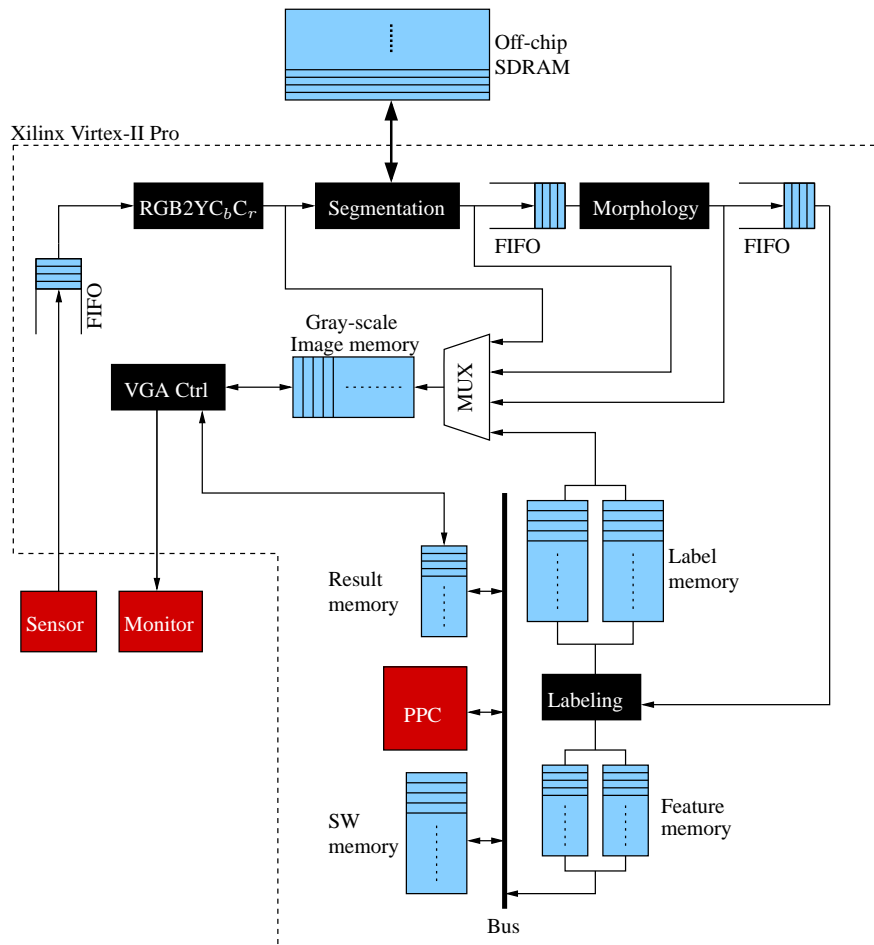 Off-chip
SDRAM
Xilinx Virtex-II Pro
RGB2YC_bC_r
Segmentation
Morphology
FIFO
FIFO
FIFO
Gray-scale
Image memory
MUX
VGA Ctrl
Result
memory
Label
memory
Sensor
Monitor
PPC
Labeling
SW
memory
Feature
memory
Bus